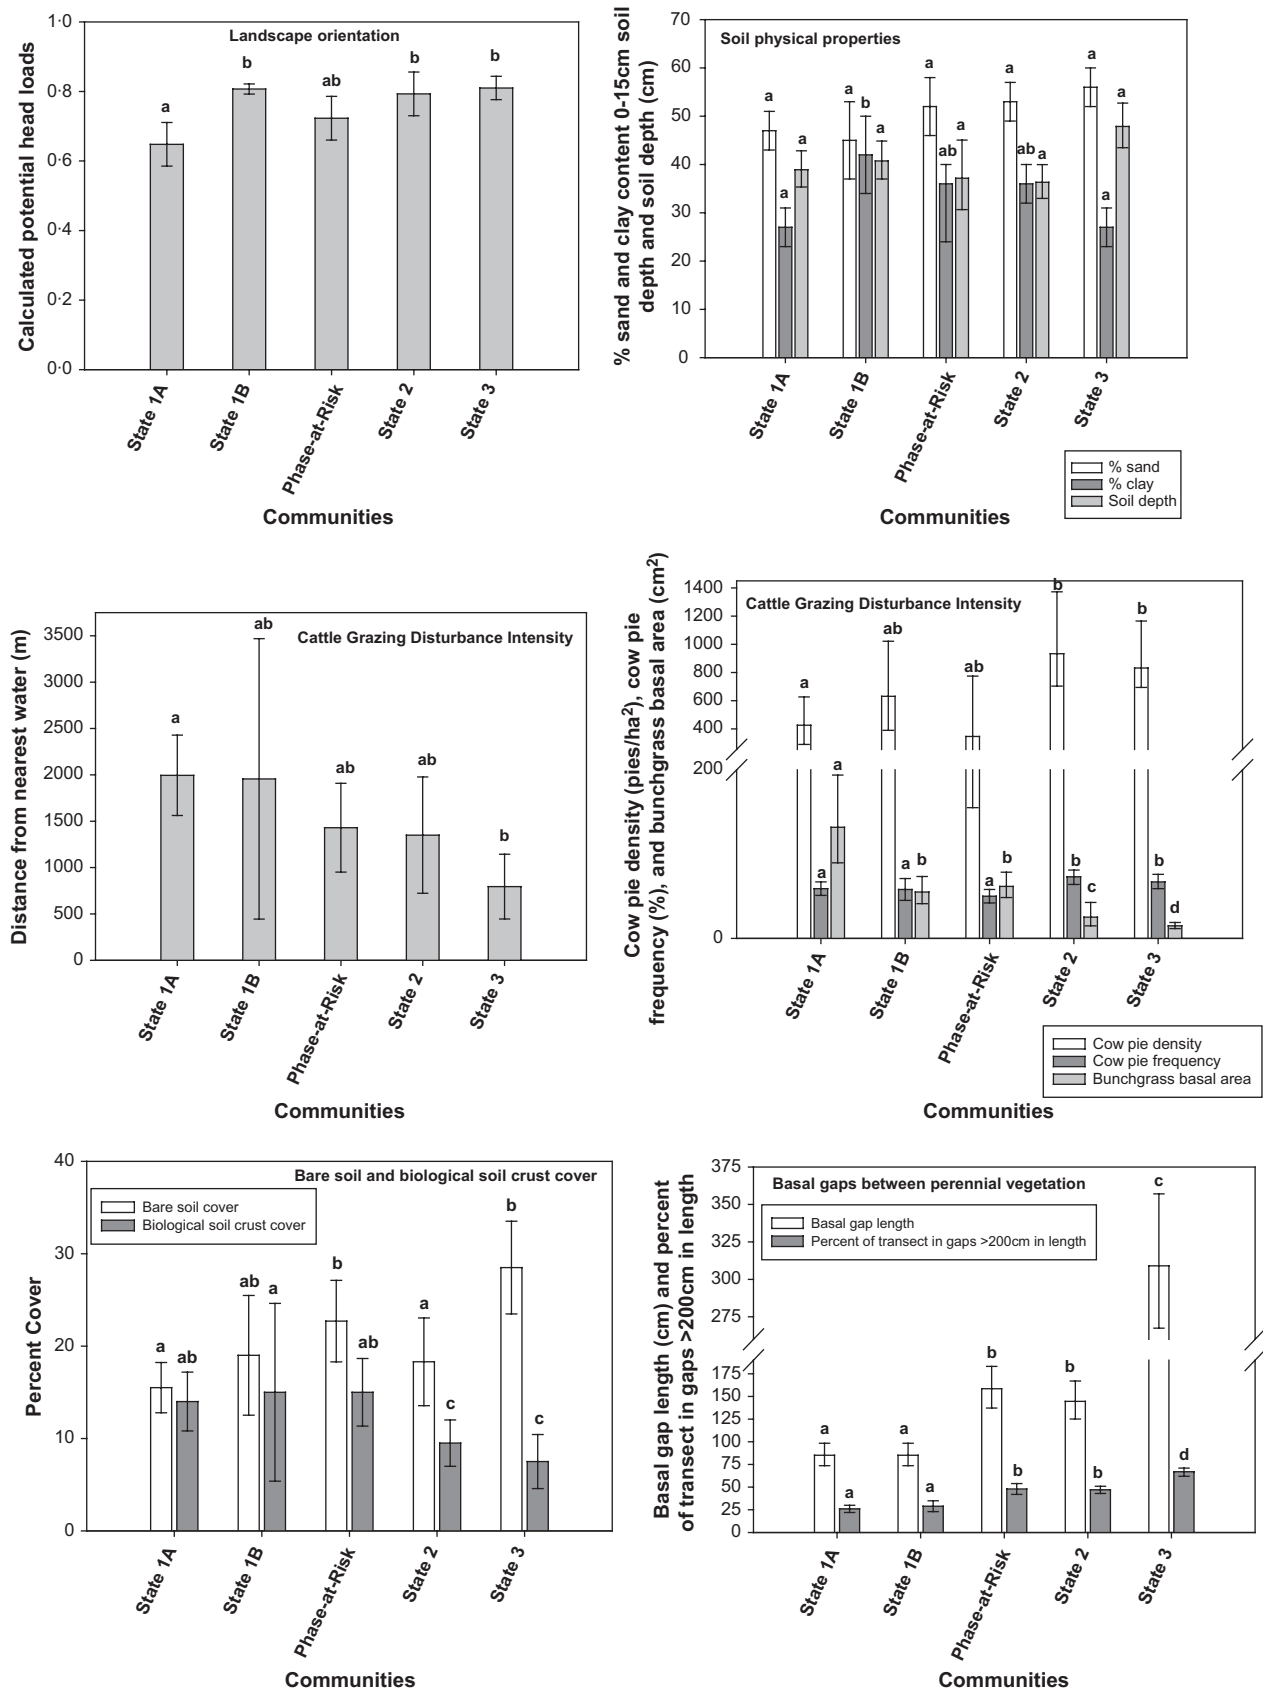 Landscape orientation
Calculated potential head loads
1·0
0·8
0·6
0·4
0·2
0·0
a
b
ab
b
b
State 1A
State 1B
Phase-at-Risk
State 2
State 3
Communities
Soil physical properties
% sand and clay content 0-15cm soil
depth and soil depth (cm)
70
60
50
40
30
20
10
0
a
a
a
a
b
a
a
ab
a
a
ab
a
a
a
a
State 1A
State 1B
Phase-at-Risk
State 2
State 3
% sand
% clay
Soil depth
Communities
Cattle Grazing Disturbance Intensity
Distance from nearest water (m)
3500
3000
2500
2000
1500
1000
500
0
a
ab
ab
ab
b
State 1A
State 1B
Phase-at-Risk
State 2
State 3
Communities
Cattle Grazing Disturbance Intensity
Cow pie density (pies/ha²), cow pie
frequency (%), and bunchgrass basal area (cm²)
1400
1200
1000
800
600
400
200
0
a
a
a
ab
a
b
ab
a
b
b
b
c
b
b
d
State 1A
State 1B
Phase-at-Risk
State 2
State 3
Cow pie density
Cow pie frequency
Bunchgrass basal area
Communities
Bare soil and biological soil crust cover
Bare soil cover
Biological soil crust cover
Percent Cover
40
30
20
10
0
a
ab
ab
a
b
ab
a
c
b
c
State 1A
State 1B
Phase-at-Risk
State 2
State 3
Communities
Basal gaps between perennial vegetation
Basal gap length
Percent of transect in gaps >200cm in length
Basal gap length (cm) and percent
of transect in gaps >200cm in length
375
350
325
300
275
175
150
125
100
75
50
25
0
a
a
a
a
b
b
b
b
c
d
State 1A
State 1B
Phase-at-Risk
State 2
State 3
Communities